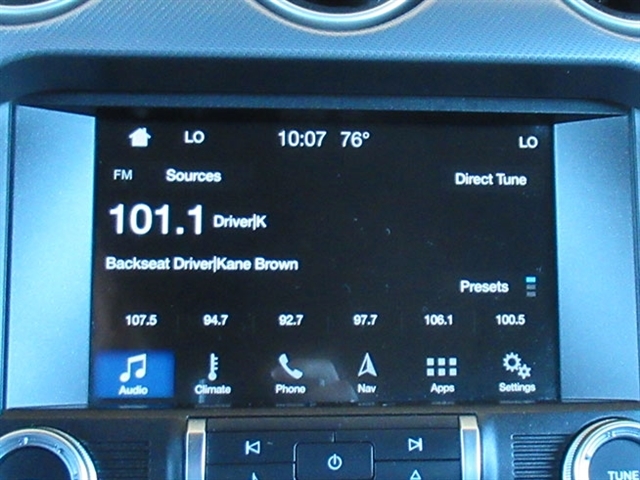 LO 10:07 76° LO
FM Sources Direct Tune
101.1 Driver|K
Backseat Driver|Kane Brown
Presets
107.5 94.7 92.7 97.7 106.1 100.5
Audio Climate Phone Nav Apps Settings
TUNE